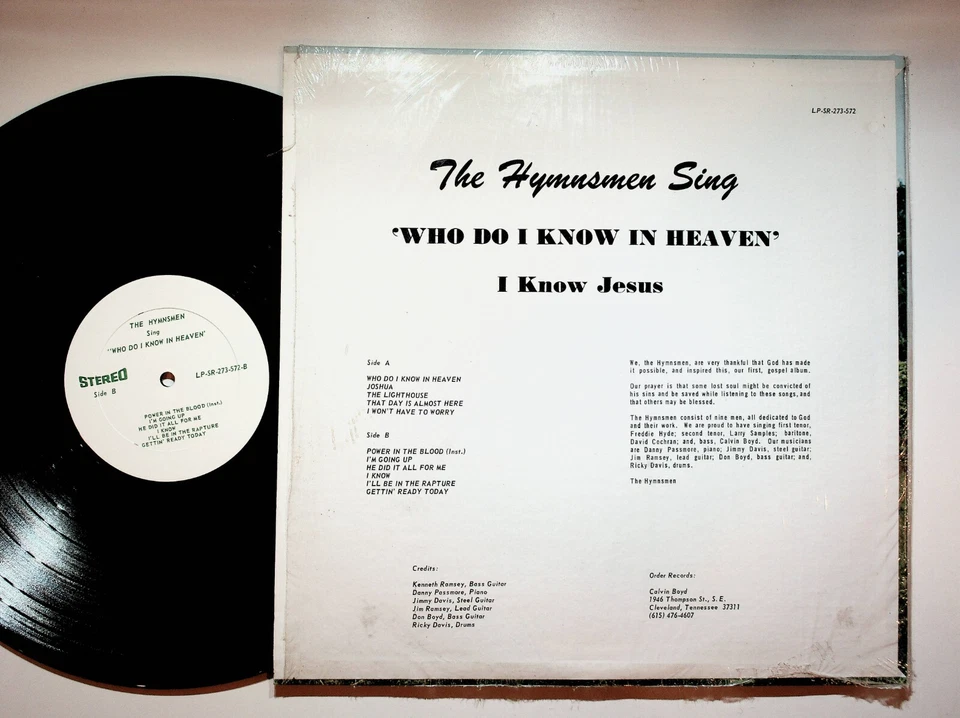 THE HYMNSMEN
Sing
"WHO DO I KNOW IN HEAVEN"
STEREO
Side B
LP-SR-273-572-B
POWER IN THE BLOOD (Inst.)
I'M GOING UP
HE DID IT ALL FOR ME
I KNOW
I'LL BE IN THE RAPTURE
GETTIN' READY TODAY
LP-SR-273-572
The Hymnsmen Sing
'WHO DO I KNOW IN HEAVEN'
I Know Jesus
Side A
WHO DO I KNOW IN HEAVEN
JOSHUA
THE LIGHTHOUSE
THAT DAY IS ALMOST HERE
I WON'T HAVE TO WORRY
Side B
POWER IN THE BLOOD (Inst.)
I'M GOING UP
HE DID IT ALL FOR ME
I KNOW
I'LL BE IN THE RAPTURE
GETTIN' READY TODAY
We, the Hymnsmen, are very thankful that God has made
it possible, and inspired this, our first, gospel album.
Our prayer is that some lost soul might be convicted of
his sins and be saved while listening to these songs, and
that others may be blessed.
The Hymnsmen consist of nine men, all dedicated to God
and their work. We are proud to have singing first tenor,
Freddie Hyde; second tenor, Larry Samples; baritone,
David Cochran; and, bass, Calvin Boyd. Our musicians
are Danny Passmore, piano; Jimmy Davis, steel guitar;
Jim Ramsey, lead guitar; Don Boyd, bass guitar; and,
Ricky Davis, drums.
The Hymnsmen
Credits:
Kenneth Ramsey, Bass Guitar
Danny Passmore, Piano
Jimmy Davis, Steel Guitar
Jim Ramsey, Lead Guitar
Don Boyd, Bass Guitar
Ricky Davis, Drums
Order Records:
Calvin Boyd
1946 Thompson St., S. E.
Cleveland, Tennessee 37311
(615) 476-4607